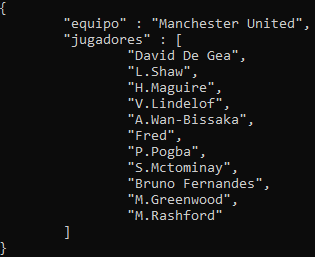 {
"equipo" : "Manchester United",
"jugadores" : [
"David De Gea",
"L.Shaw",
"H.Maguire",
"V.Lindelof",
"A.Wan-Bissaka",
"Fred",
"P.Pogba",
"S.Mctominay",
"Bruno Fernandes",
"M.Greenwood",
"M.Rashford"
]
}